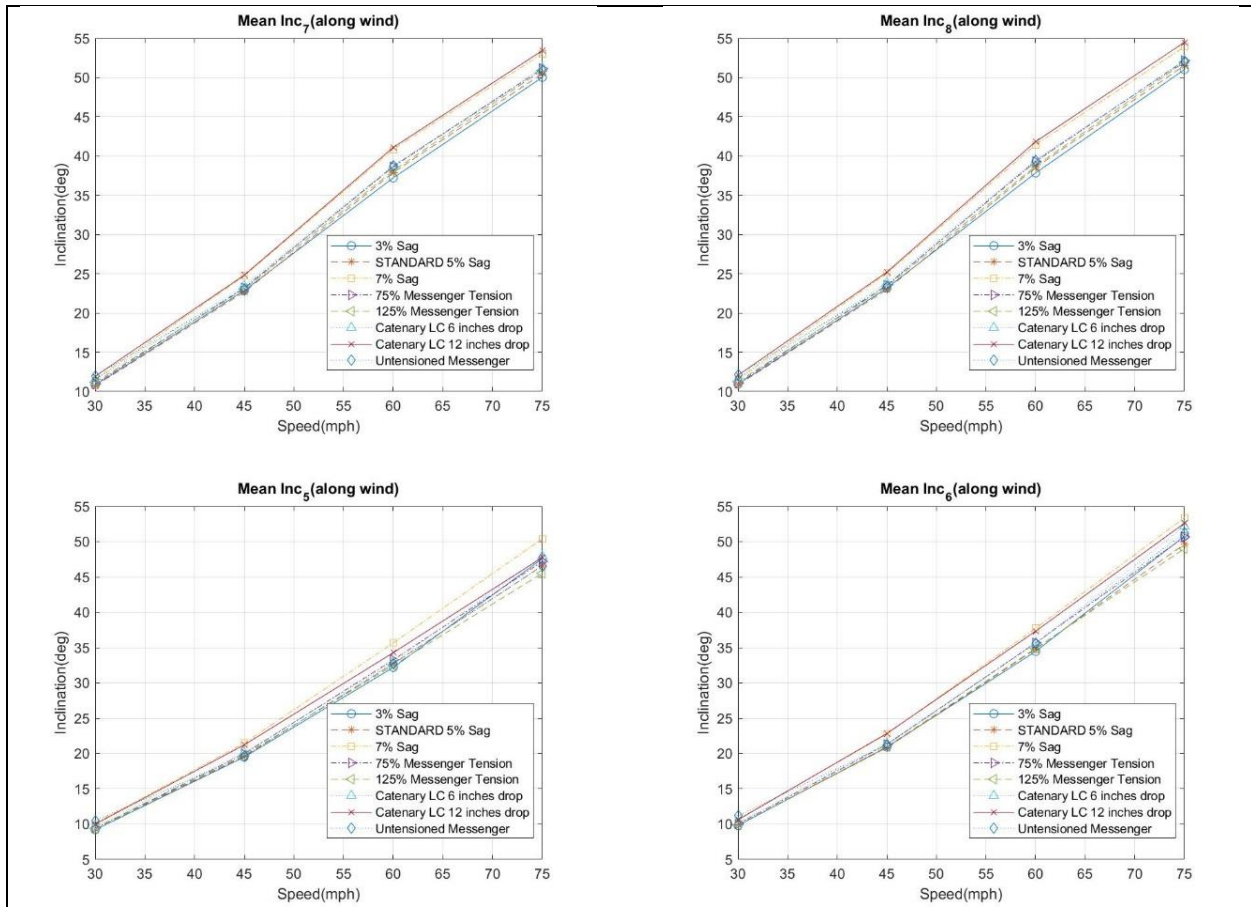 Mean Inc7(along wind)
55
50
45
40
35
30
25
20
15
10
Inclination(deg)
3% Sag
STANDARD 5% Sag
7% Sag
75% Messenger Tension
125% Messenger Tension
Catenary LC 6 inches drop
Catenary LC 12 inches drop
Untensioned Messenger
30 35 40 45 50 55 60 65 70 75
Speed(mph)
Mean Inc8(along wind)
55
50
45
40
35
30
25
20
15
10
Inclination(deg)
3% Sag
STANDARD 5% Sag
7% Sag
75% Messenger Tension
125% Messenger Tension
Catenary LC 6 inches drop
Catenary LC 12 inches drop
Untensioned Messenger
30 35 40 45 50 55 60 65 70 75
Speed(mph)
Mean Inc5(along wind)
55
50
45
40
35
30
25
20
15
10
5
Inclination(deg)
3% Sag
STANDARD 5% Sag
7% Sag
75% Messenger Tension
125% Messenger Tension
Catenary LC 6 inches drop
Catenary LC 12 inches drop
Untensioned Messenger
30 35 40 45 50 55 60 65 70 75
Speed(mph)
Mean Inc6(along wind)
55
50
45
40
35
30
25
20
15
10
5
Inclination(deg)
3% Sag
STANDARD 5% Sag
7% Sag
75% Messenger Tension
125% Messenger Tension
Catenary LC 6 inches drop
Catenary LC 12 inches drop
Untensioned Messenger
30 35 40 45 50 55 60 65 70 75
Speed(mph)